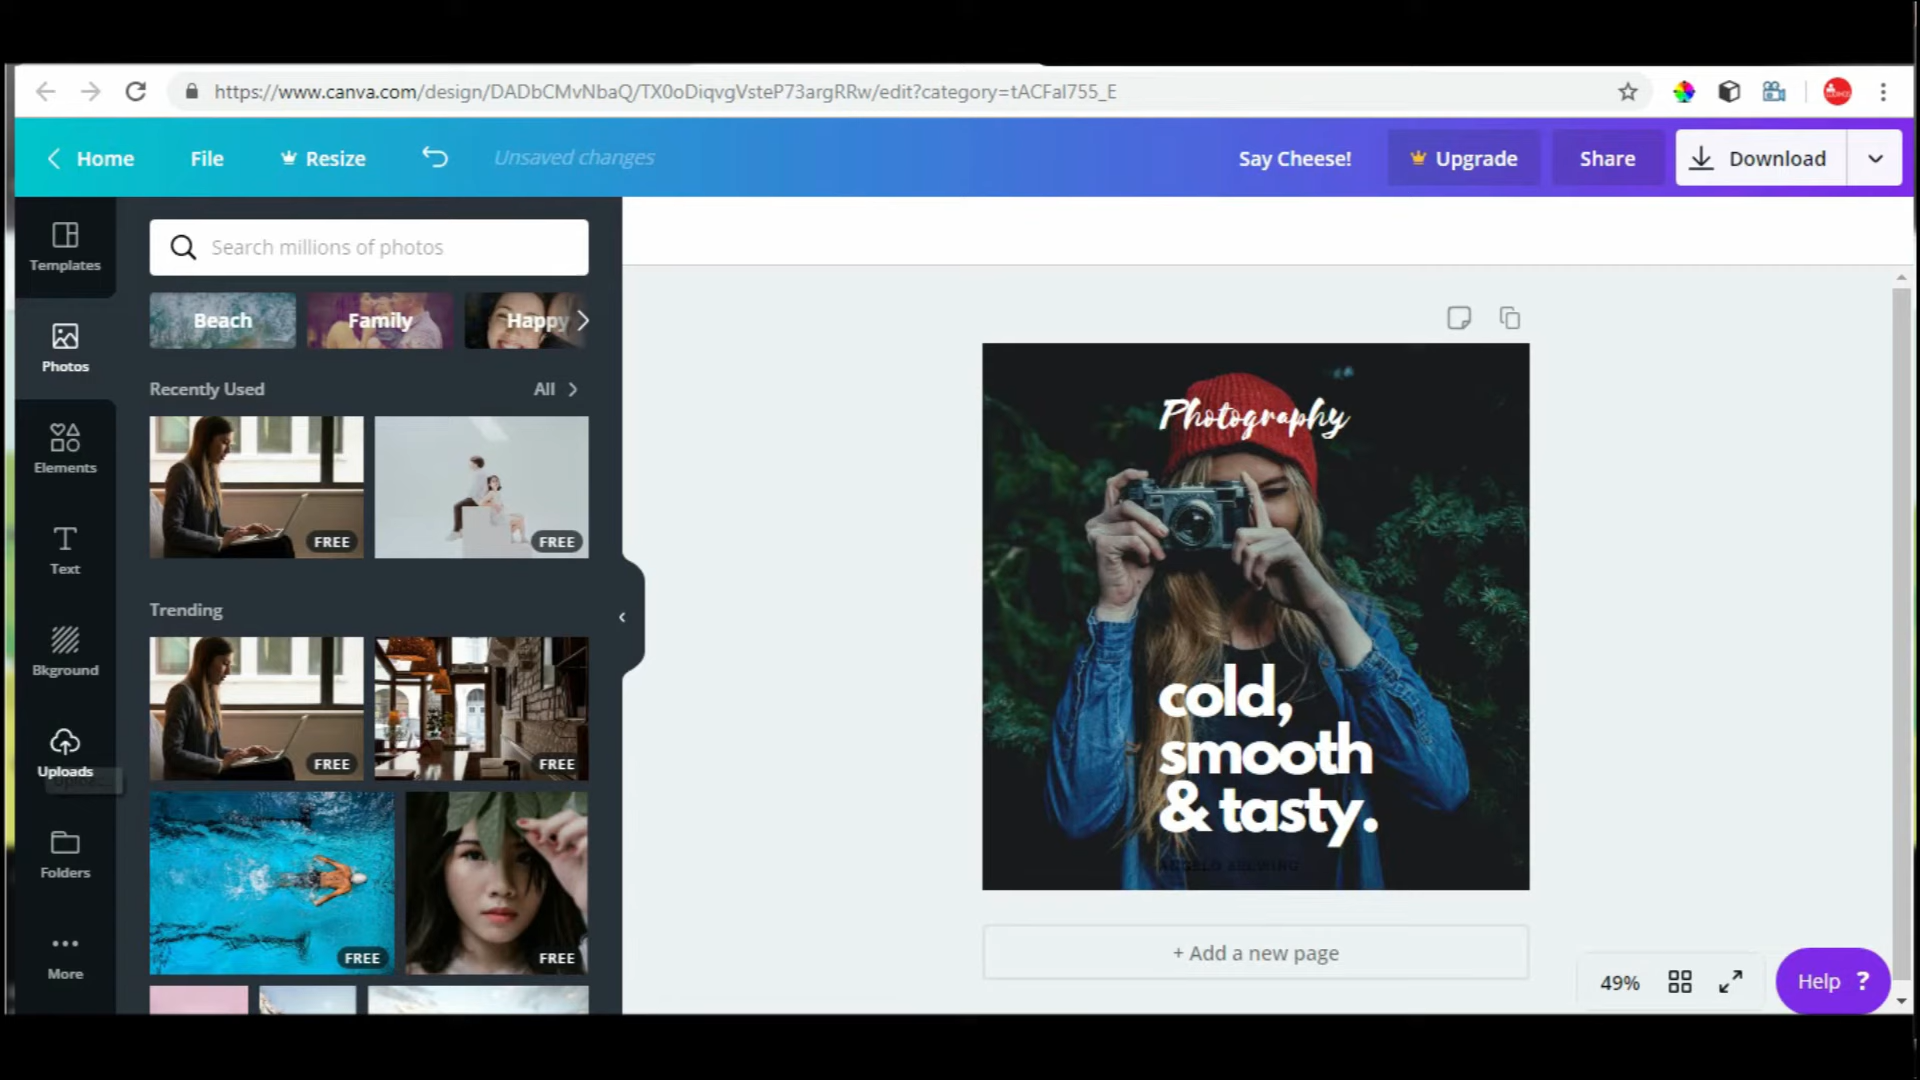 https://www.canva.com/design/DADbCMvNbaQ/TX0oDiqvgVsteP73argRRw/edit?category=tACFaI755_E
Home
File
Resize
Unsaved changes
Say Cheese!
Upgrade
Share
Download
Templates
Photos
Elements
Text
Bkground
Uploads
Folders
More
Search millions of photos
Beach
Family
Happy
Recently Used
All
FREE
FREE
Trending
FREE
FREE
FREE
FREE
Photography
cold,
smooth
& tasty.
+ Add a new page
49%
Help ?